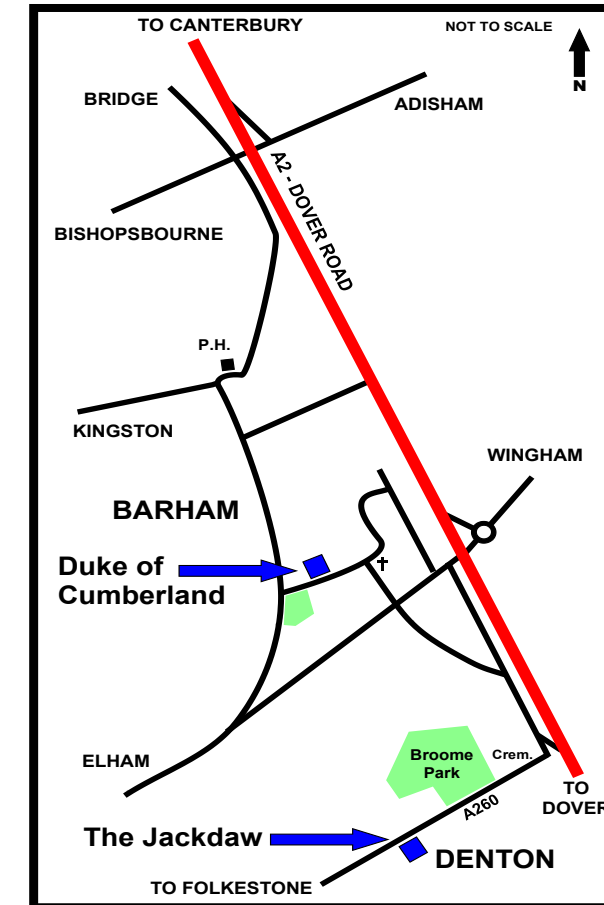 TO CANTERBURY
NOT TO SCALE
N
BRIDGE
ADISHAM
A2 - DOVER ROAD
BISHOPSBOURNE
P.H.
KINGSTON
WINGHAM
BARHAM
Duke of
Cumberland
ELHAM
Broome
Park
Crem.
TO
DOVER
A260
The Jackdaw
DENTON
TO FOLKESTONE